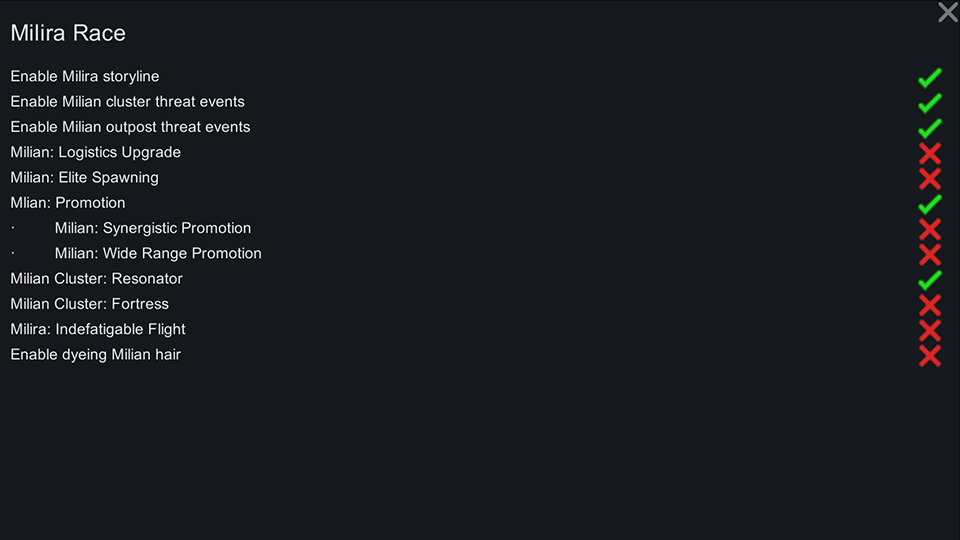 Milira Race
Enable Milira storyline
Enable Milian cluster threat events
Enable Milian outpost threat events
Milian: Logistics Upgrade
Milian: Elite Spawning
Mlian: Promotion
· Milian: Synergistic Promotion
· Milian: Wide Range Promotion
Milian Cluster: Resonator
Milian Cluster: Fortress
Milira: Indefatigable Flight
Enable dyeing Milian hair